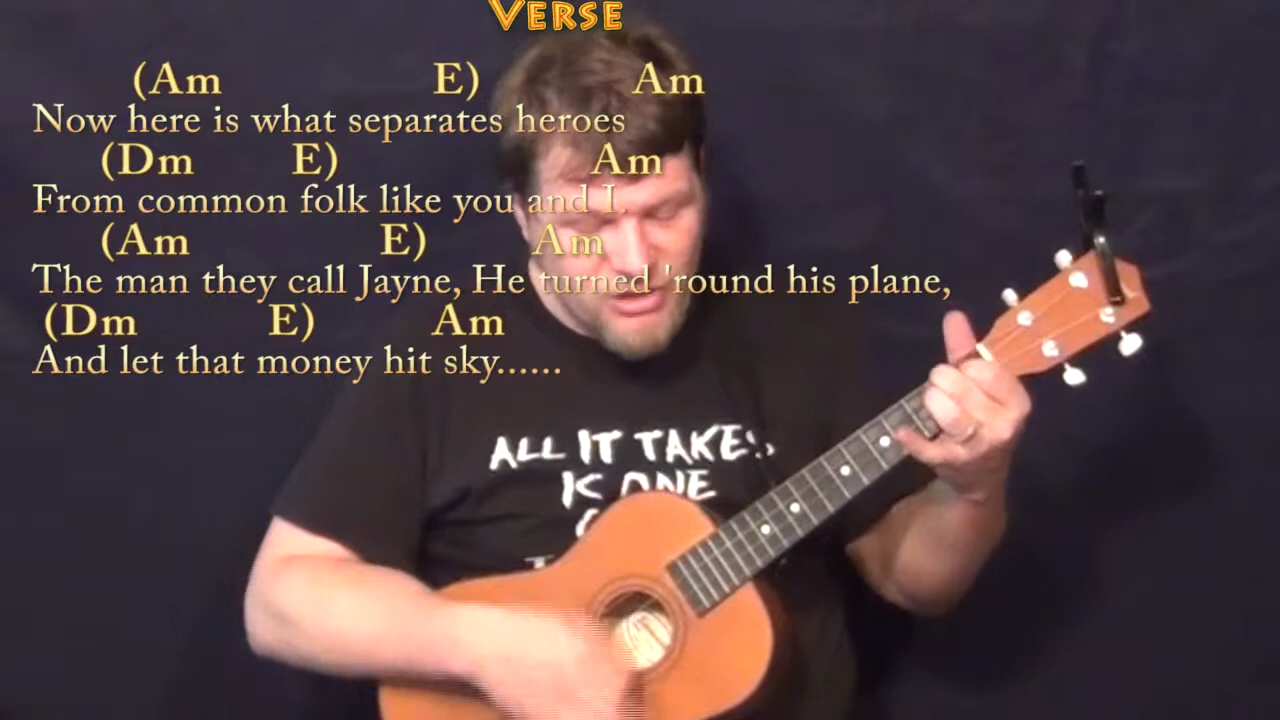 VERSE
(Am E) Am
Now here is what separates heroes
(Dm E) Am
From common folk like you and I.
(Am E) Am
The man they call Jayne, He turned 'round his plane,
(Dm E) Am
And let that money hit sky......
ALL IT TAKES
IS ONE